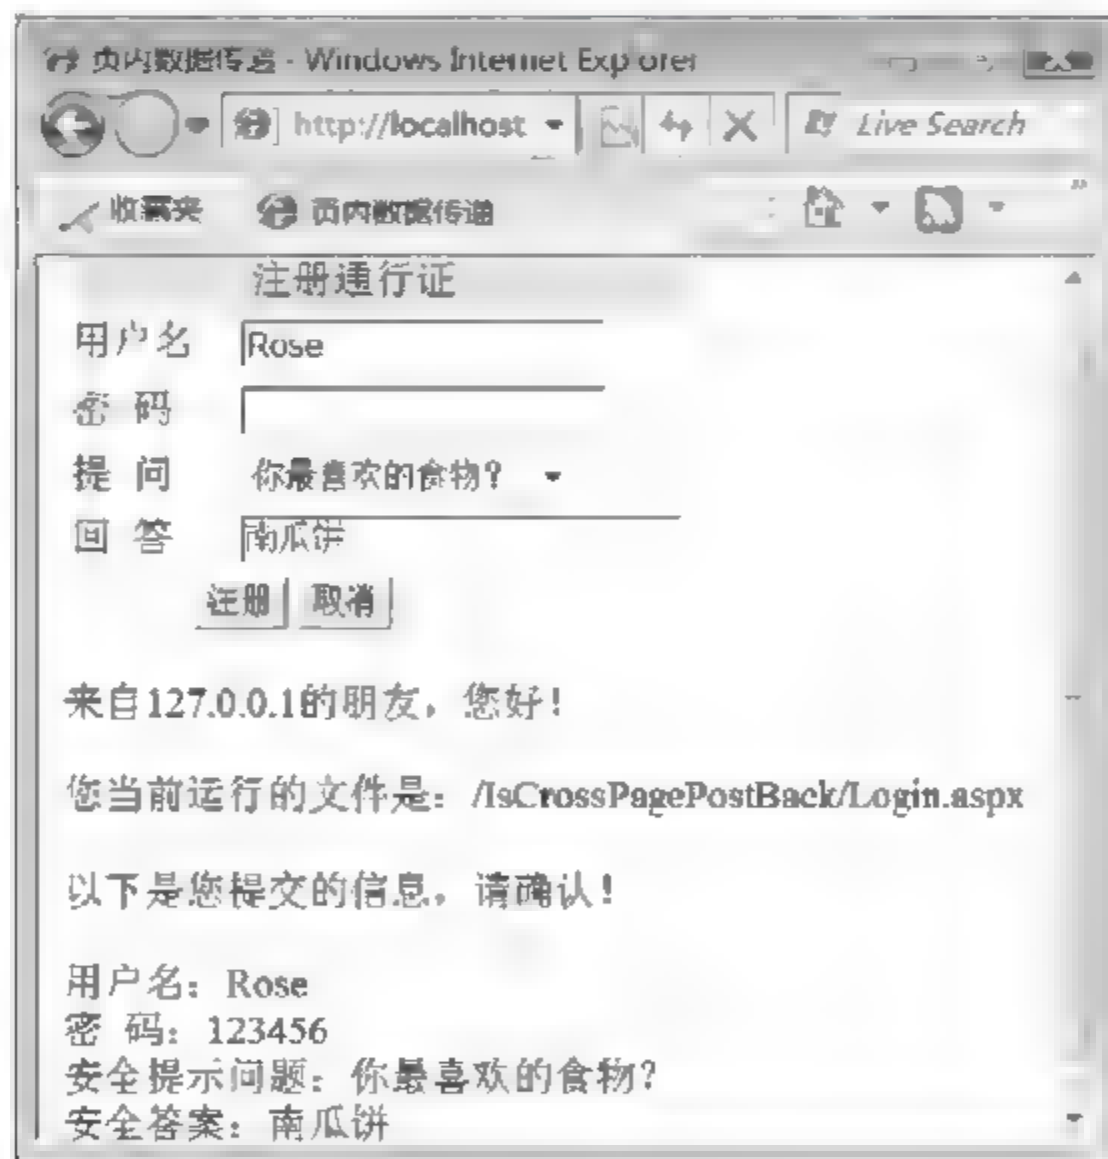 页内数据传递 - Windows Internet Explorer
http://localhost
Live Search
收藏夹 页内数据传递
注册通行证
用户名 Rose
密 码
提 问 你最喜欢的食物?
回 答 南瓜饼
注册 取消
来自127.0.0.1的朋友，您好!
您当前运行的文件是：/IsCrossPagePostBack/Login.aspx
以下是您提交的信息，请确认!
用户名：Rose
密 码：123456
安全提示问题：你最喜欢的食物?
安全答案：南瓜饼